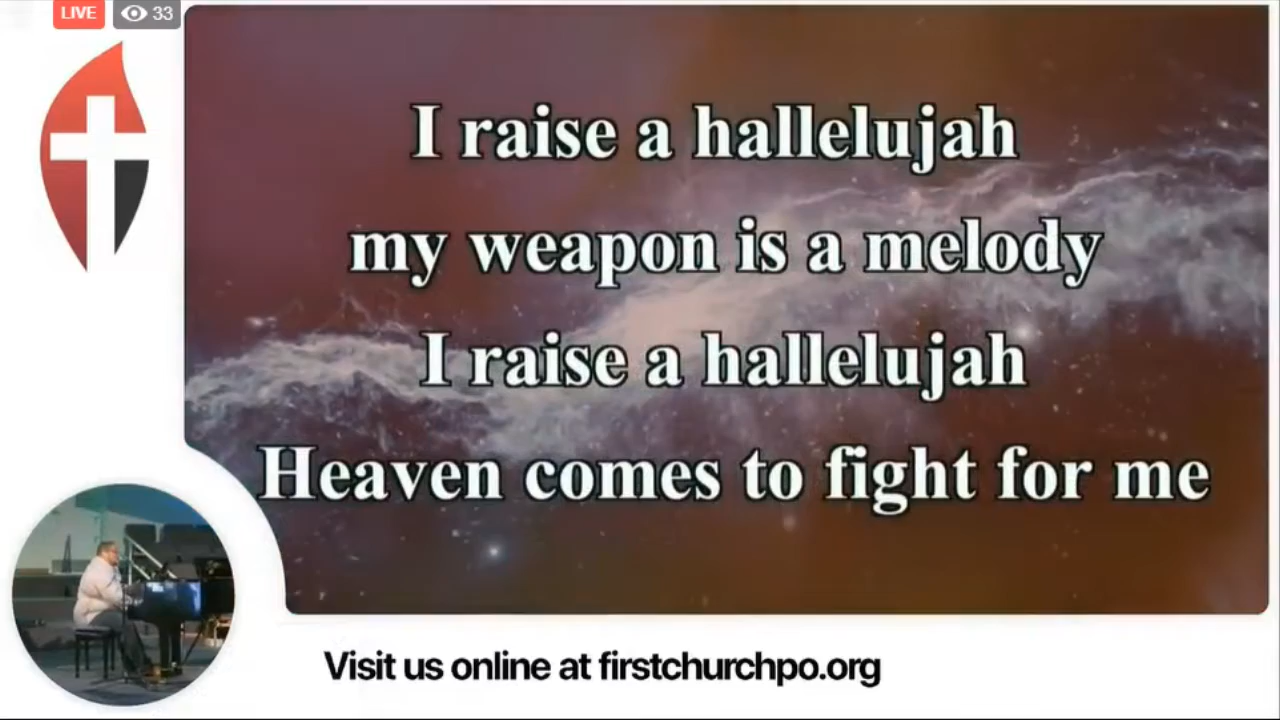 LIVE 33
I raise a hallelujah
my weapon is a melody
I raise a hallelujah
Heaven comes to fight for me
Visit us online at firstchurchpo.org